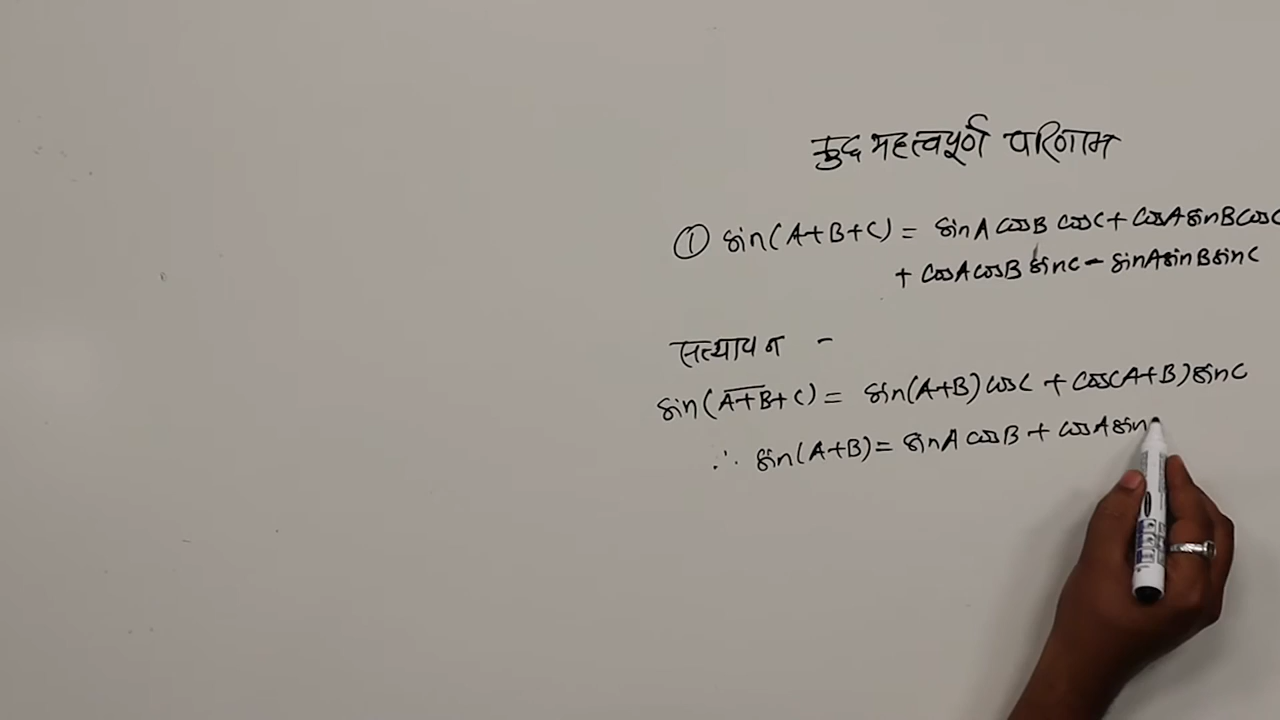 कुछ महत्वपूर्ण परिणाम
① sin(A+B+C) = sinA cosB cosC + cosA sinB cosC
+ cosA cosB sinC - sinA sinB sinC
सत्यापन -
sin(A+B+C) = sin(A+B) cosC + cos(A+B) sinC
∴ sin(A+B) = sinA cosB + cosA sin